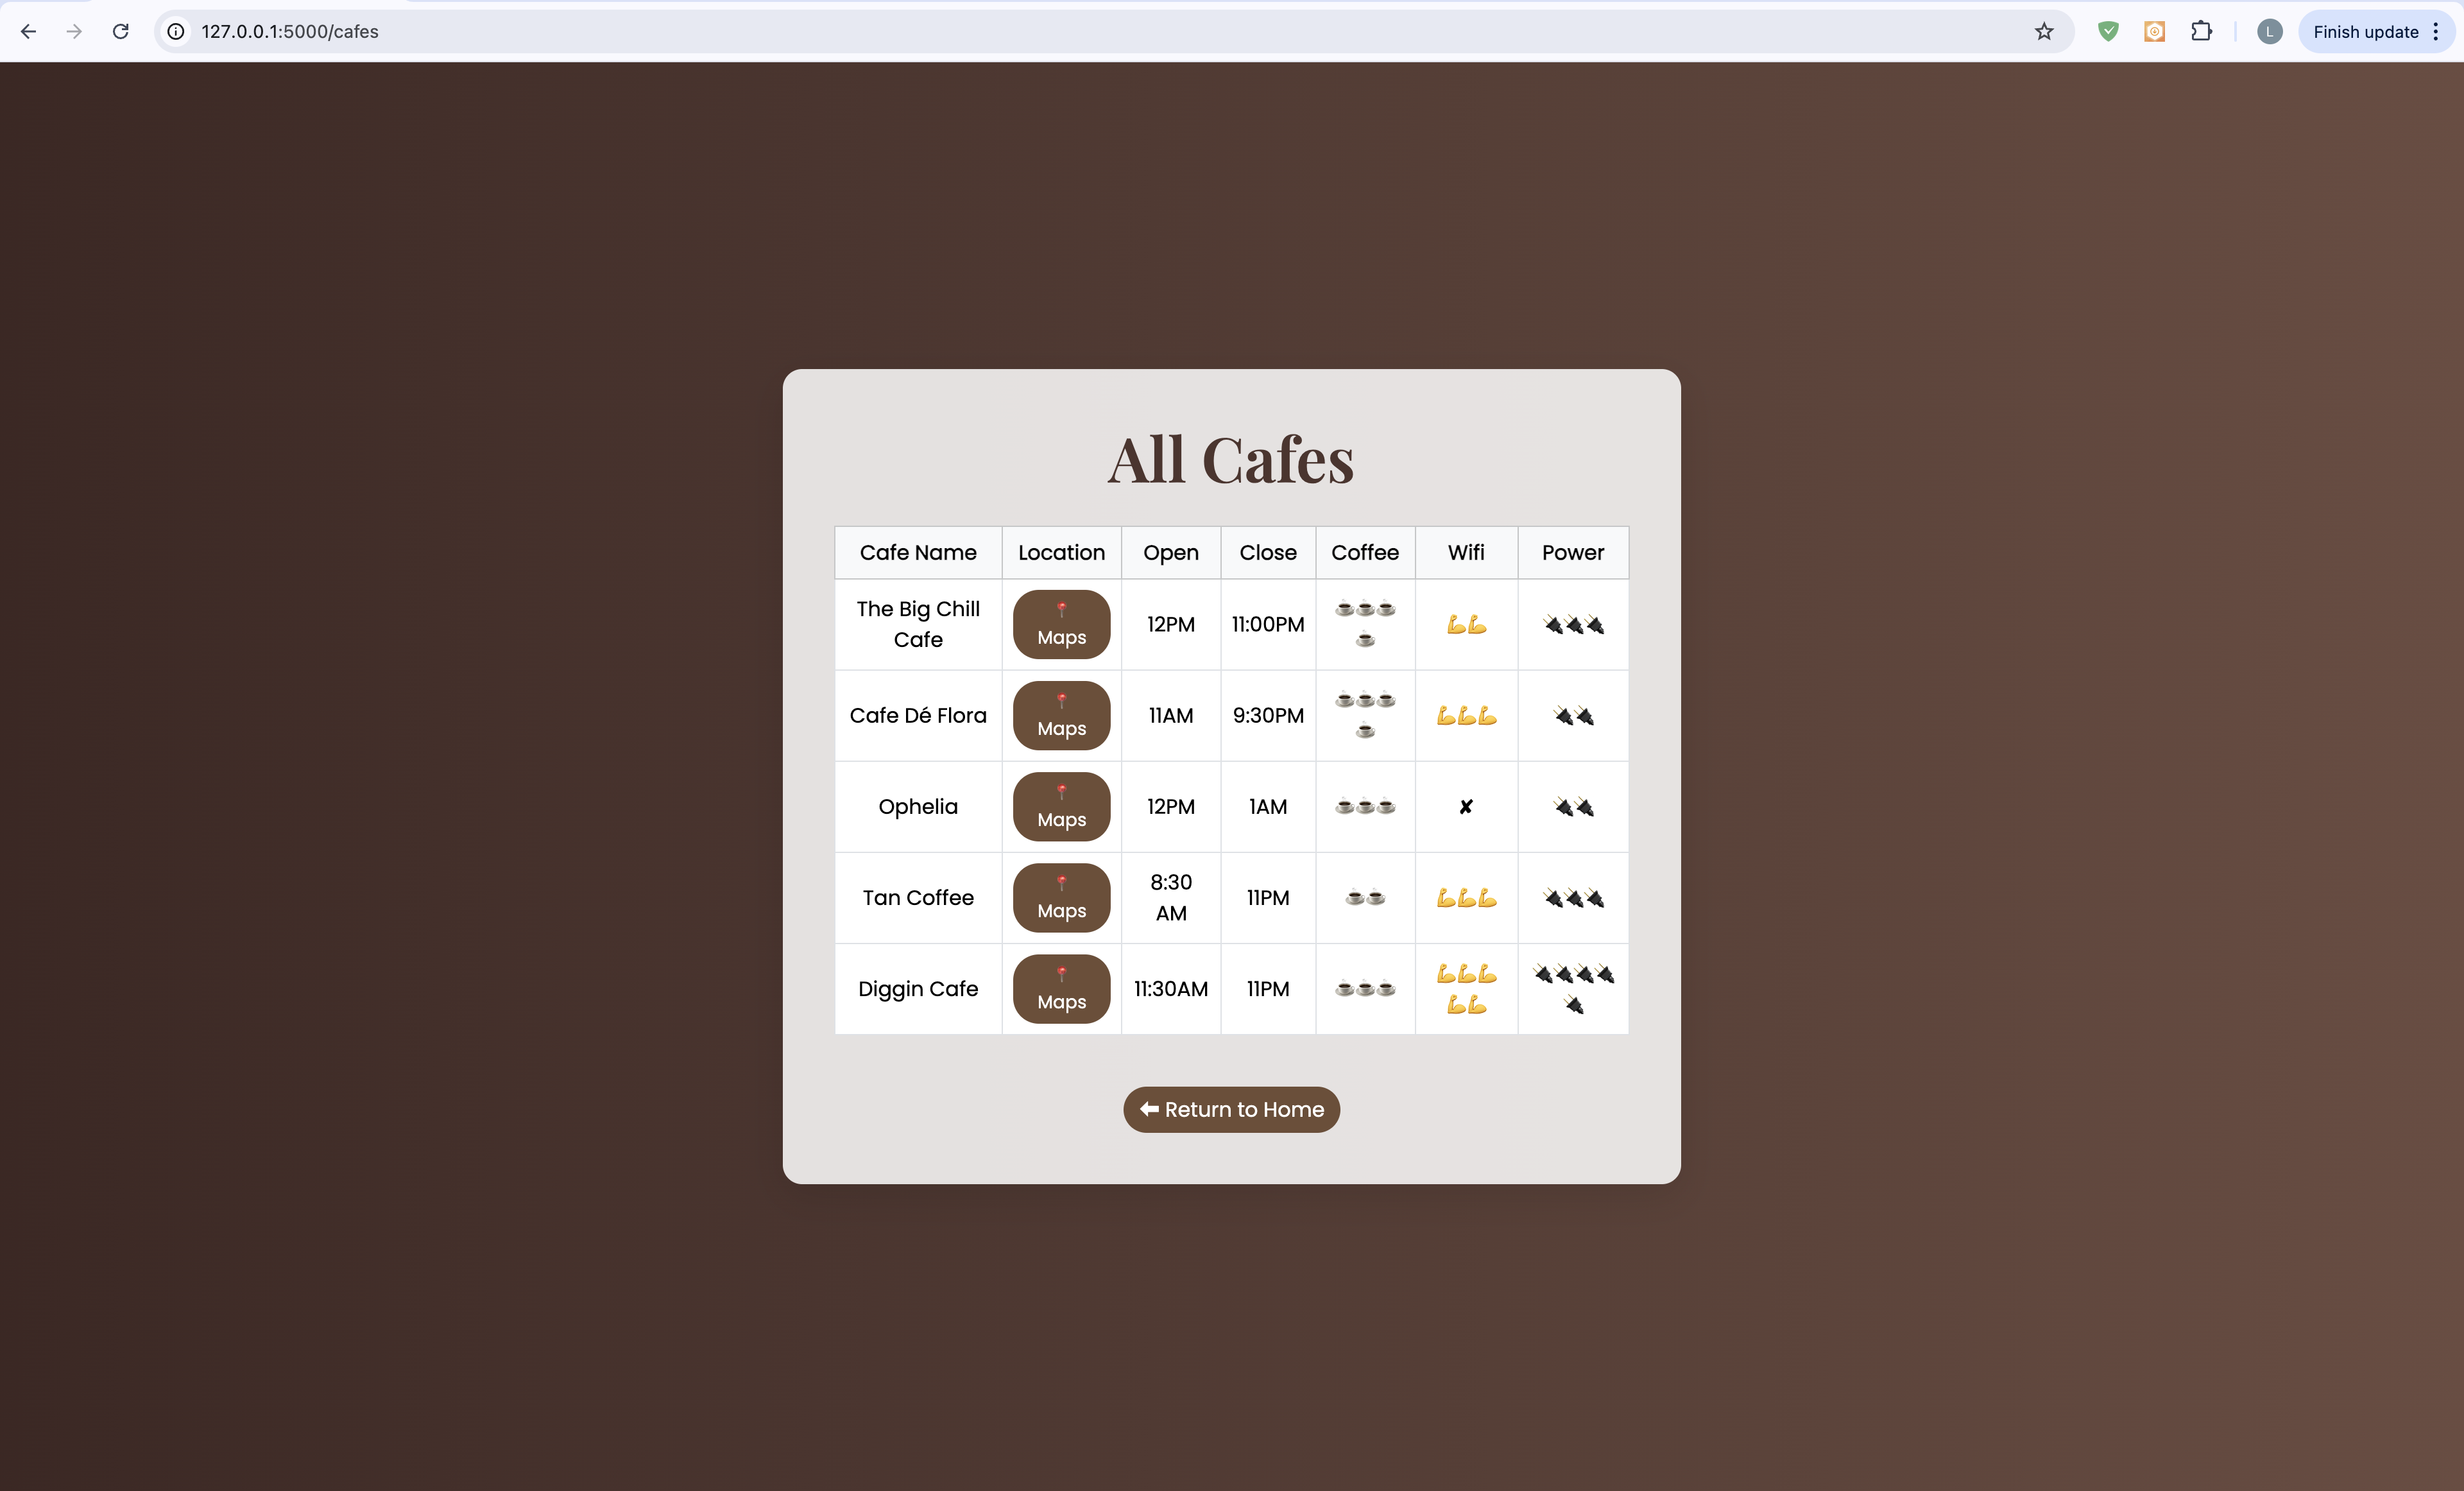 127.0.0.1:5000/cafes
L
Finish update
All Cafes
Cafe Name Location Open Close Coffee Wifi Power
The Big Chill Cafe 📍 Maps 12PM 11:00PM ☕☕☕☕ 💪💪 🔌🔌🔌
Cafe Dé Flora 📍 Maps 11AM 9:30PM ☕☕☕☕ 💪💪💪 🔌🔌
Ophelia 📍 Maps 12PM 1AM ☕☕☕ ✘ 🔌🔌
Tan Coffee 📍 Maps 8:30 AM 11PM ☕☕ 💪💪💪 🔌🔌🔌
Diggin Cafe 📍 Maps 11:30AM 11PM ☕☕☕ 💪💪💪💪💪 🔌🔌🔌🔌🔌
⬅ Return to Home